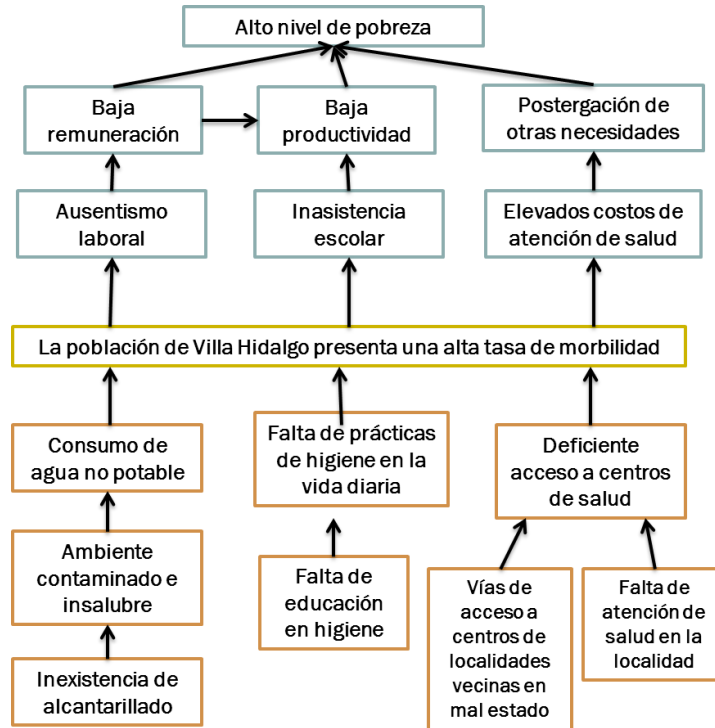 Alto nivel de pobreza
Baja
remuneración
Baja
productividad
Postergación de
otras necesidades
Ausentismo
laboral
Inasistencia
escolar
Elevados costos de
atención de salud
La población de Villa Hidalgo presenta una alta tasa de morbilidad
Consumo de
agua no potable
Falta de prácticas
de higiene en la
vida diaria
Deficiente
acceso a centros
de salud
Ambiente
contaminado e
insalubre
Falta de
educación
en higiene
Vías de
acceso a
centros de
localidades
vecinas en
mal estado
Falta de
atención de
salud en la
localidad
Inexistencia de
alcantarillado